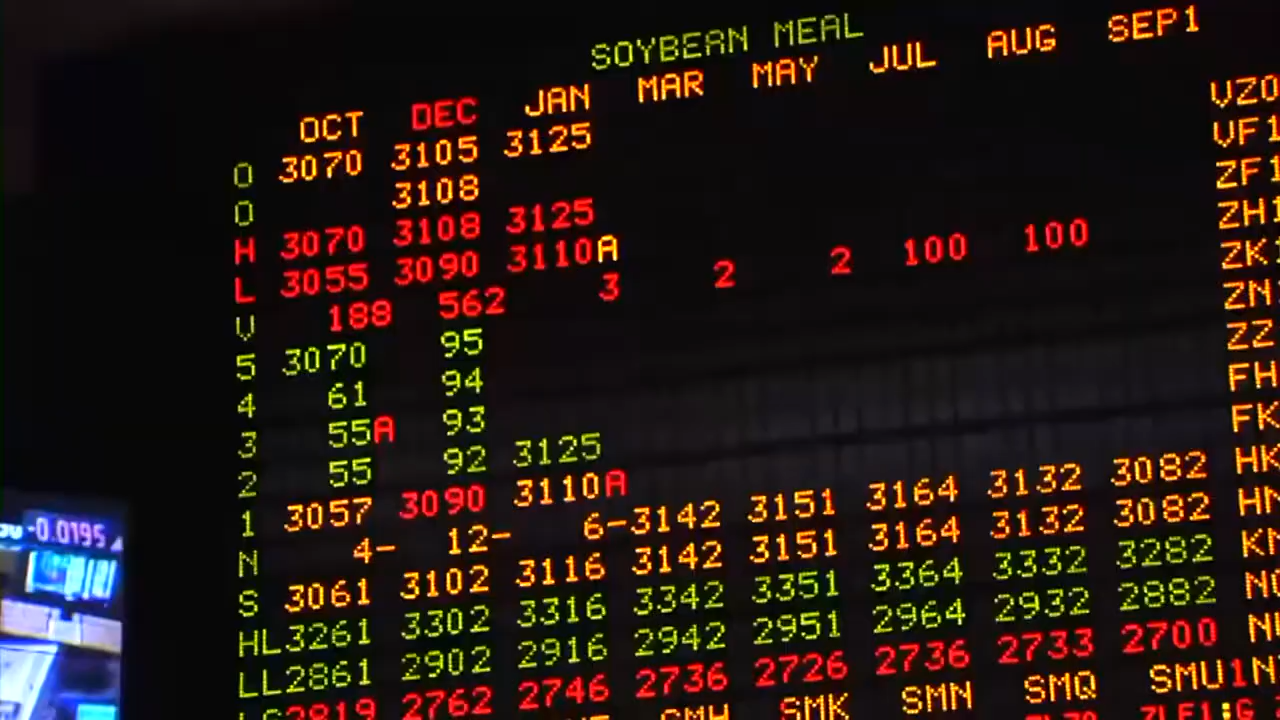 SOYBEAN MEAL
OCT DEC JAN MAR MAY JUL AUG SEP1
O 3070 3105 3125
O 3108
H 3070 3108 3125
L 3055 3090 3110A
V 188 562 3 2 2 100 100
5 3070 95
4 61 94
3 55A 93
2 55 92 3125
1 3057 3090 3110A
N 4- 12- 6-3142 3151 3164 3132 3082
S 3061 3102 3116 3142 3151 3164 3132 3082
HL3261 3302 3316 3342 3351 3364 3332 3282
LL2861 2902 2916 2942 2951 2964 2932 2882
2819 2762 2746 2736 2726 2736 2733 2700
SMK SMN SMQ SMU1
VZ0
VF1
ZF1
ZH1
ZK1
ZN
ZZ
FH
FK
HK
HN
KN
-0.0195